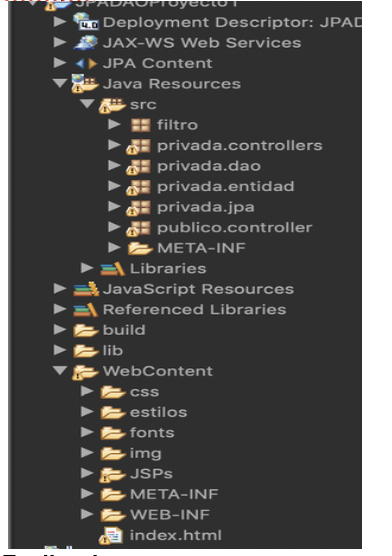 JPADAOProyecto1
Deployment Descriptor: JPAD
JAX-WS Web Services
JPA Content
Java Resources
src
filtro
privada.controllers
privada.dao
privada.entidad
privada.jpa
publico.controller
META-INF
Libraries
JavaScript Resources
Referenced Libraries
build
lib
WebContent
css
estilos
fonts
img
JSPs
META-INF
WEB-INF
index.html